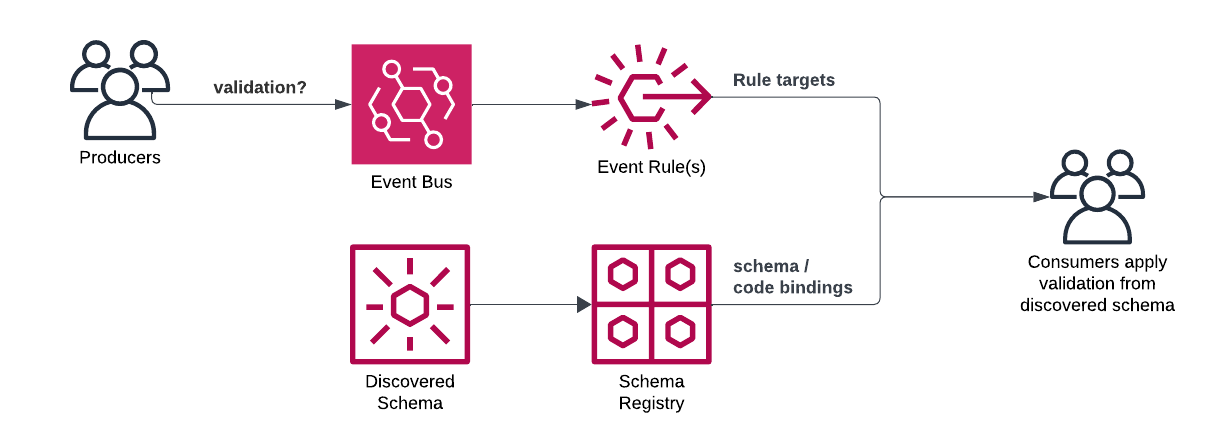 validation?
Producers
Event Bus
Event Rule(s)
Rule targets
Discovered
Schema
Schema
Registry
schema /
code bindings
Consumers apply
validation from
discovered schema